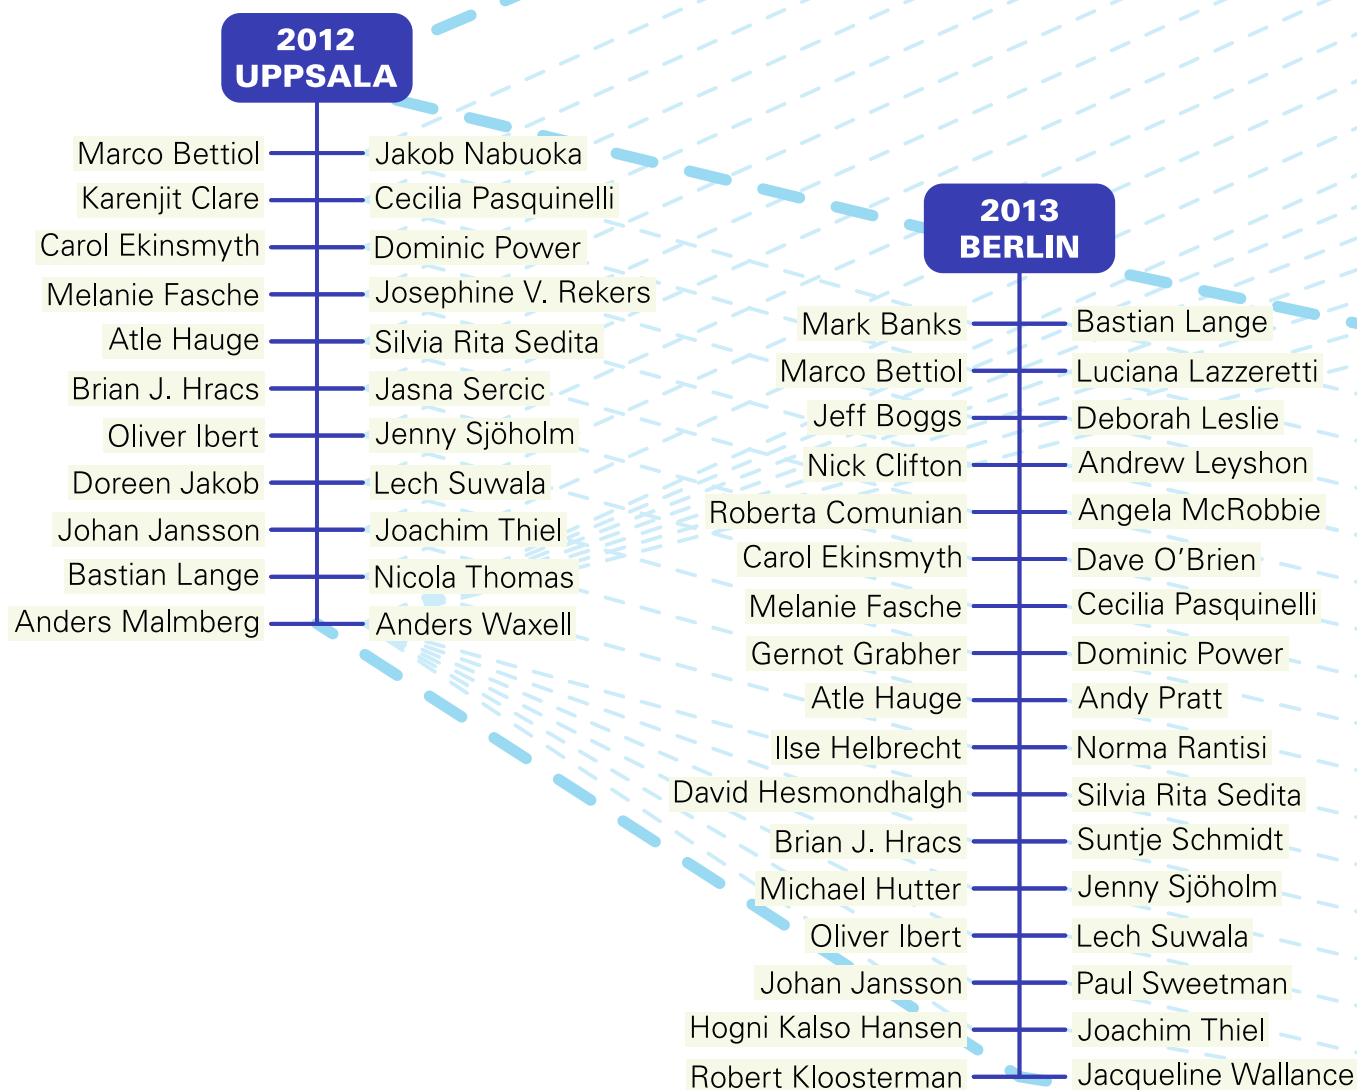 2012
UPPSALA
Marco Bettiol
Karenjit Clare
Carol Ekinsmyth
Melanie Fasche
Atle Hauge
Brian J. Hracs
Oliver Ibert
Doreen Jakob
Johan Jansson
Bastian Lange
Anders Malmberg
Jakob Nabuoka
Cecilia Pasquinelli
Dominic Power
Josephine V. Rekers
Silvia Rita Sedita
Jasna Sercic
Jenny Sjöholm
Lech Suwala
Joachim Thiel
Nicola Thomas
Anders Waxell
2013
BERLIN
Mark Banks
Marco Bettiol
Jeff Boggs
Nick Clifton
Roberta Comunian
Carol Ekinsmyth
Melanie Fasche
Gernot Grabher
Atle Hauge
Ilse Helbrecht
David Hesmondhalgh
Brian J. Hracs
Michael Hutter
Oliver Ibert
Johan Jansson
Hogni Kalso Hansen
Robert Kloosterman
Bastian Lange
Luciana Lazzeretti
Deborah Leslie
Andrew Leyshon
Angela McRobbie
Dave O’Brien
Cecilia Pasquinelli
Dominic Power
Andy Pratt
Norma Rantisi
Silvia Rita Sedita
Suntje Schmidt
Jenny Sjöholm
Lech Suwala
Paul Sweetman
Joachim Thiel
Jacqueline Wallance